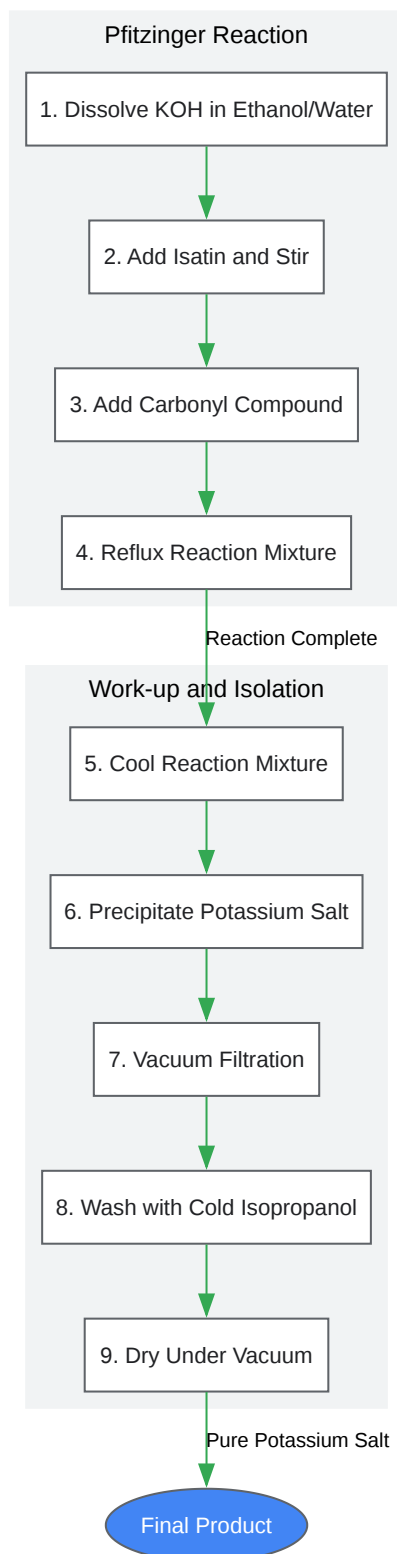 Pfitzinger Reaction
1. Dissolve KOH in Ethanol/Water
2. Add Isatin and Stir
3. Add Carbonyl Compound
4. Reflux Reaction Mixture
Reaction Complete
Work-up and Isolation
5. Cool Reaction Mixture
6. Precipitate Potassium Salt
7. Vacuum Filtration
8. Wash with Cold Isopropanol
9. Dry Under Vacuum
Pure Potassium Salt
Final Product